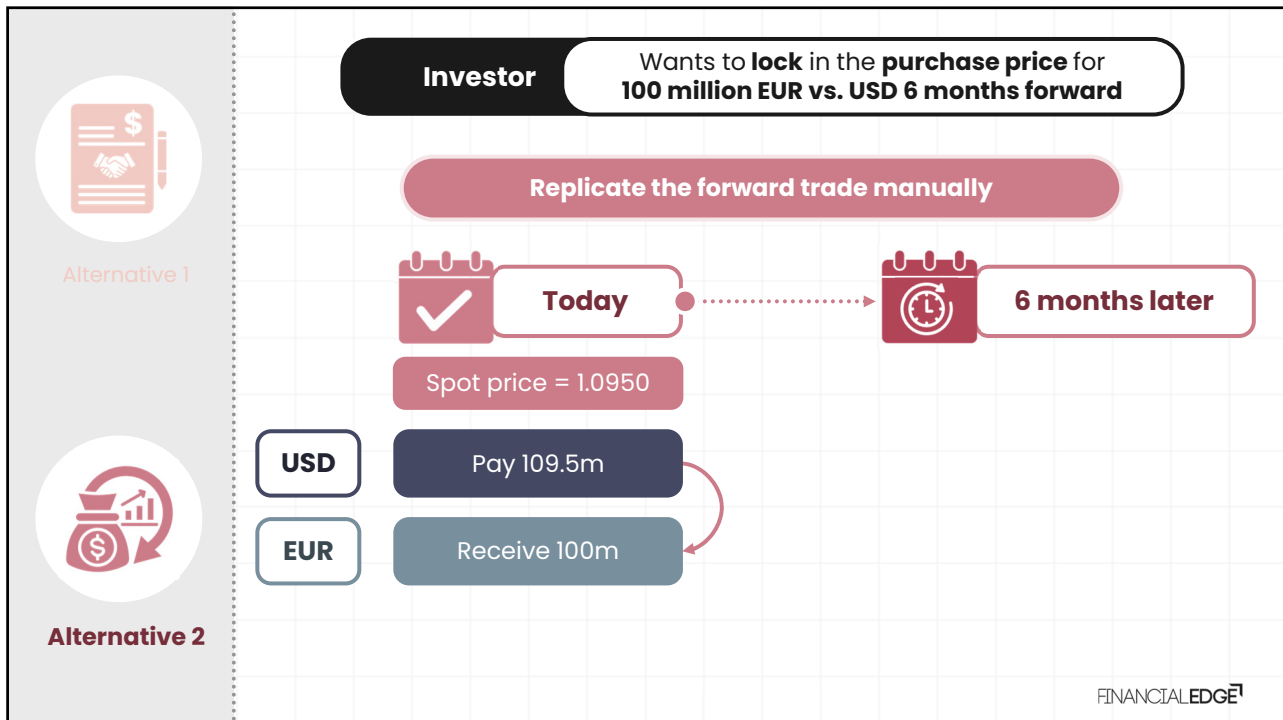 Investor
Wants to lock in the purchase price for
100 million EUR vs. USD 6 months forward
Replicate the forward trade manually
$
Alternative 1
Today
6 months later
Spot price = 1.0950
USD
Pay 109.5m
EUR
Receive 100m
$
Alternative 2
FINANCIALEDGE